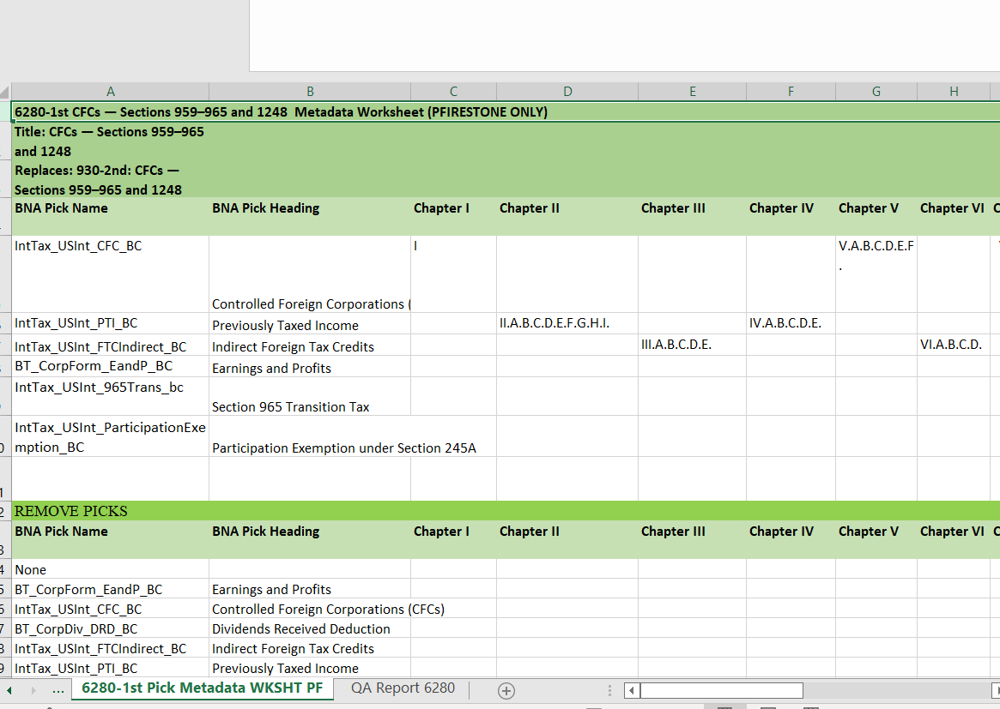 A B C D E F G H
6280-1st CFCs — Sections 959–965 and 1248  Metadata Worksheet (PFIRESTONE ONLY)
Title: CFCs — Sections 959–965
and 1248
Replaces: 930-2nd: CFCs —
Sections 959–965 and 1248
BNA Pick Name BNA Pick Heading Chapter I Chapter II Chapter III Chapter IV Chapter V Chapter VI C
IntTax_USInt_CFC_BC I V.A.B.C.D.E.F
.
Controlled Foreign Corporations (
IntTax_USInt_PTI_BC Previously Taxed Income II.A.B.C.D.E.F.G.H.I. IV.A.B.C.D.E.
IntTax_USInt_FTCIndirect_BC Indirect Foreign Tax Credits III.A.B.C.D.E. VI.A.B.C.D.
BT_CorpForm_EandP_BC Earnings and Profits
IntTax_USInt_965Trans_bc
Section 965 Transition Tax
IntTax_USInt_ParticipationExe
mption_BC Participation Exemption under Section 245A
REMOVE PICKS
BNA Pick Name BNA Pick Heading Chapter I Chapter II Chapter III Chapter IV Chapter V Chapter VI C
None
BT_CorpForm_EandP_BC Earnings and Profits
IntTax_USInt_CFC_BC Controlled Foreign Corporations (CFCs)
BT_CorpDiv_DRD_BC Dividends Received Deduction
IntTax_USInt_FTCIndirect_BC Indirect Foreign Tax Credits
IntTax_USInt_PTI_BC Previously Taxed Income
... 6280-1st Pick Metadata WKSHT PF QA Report 6280